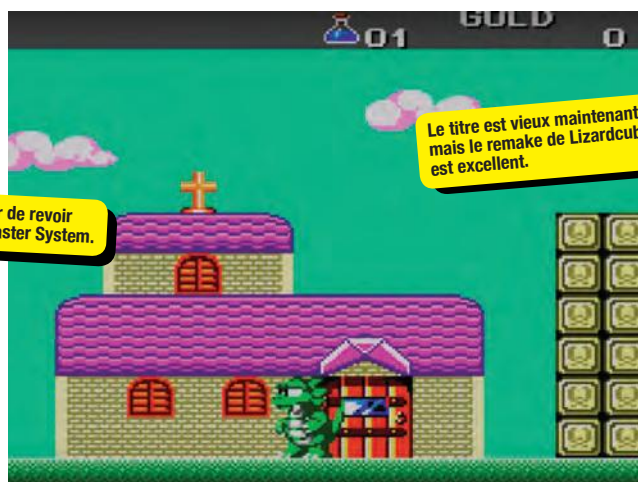 01
GOLD
0
Le titre est vieux maintenant
mais le remake de Lizardcub
est excellent.
r de revoir
aster System.